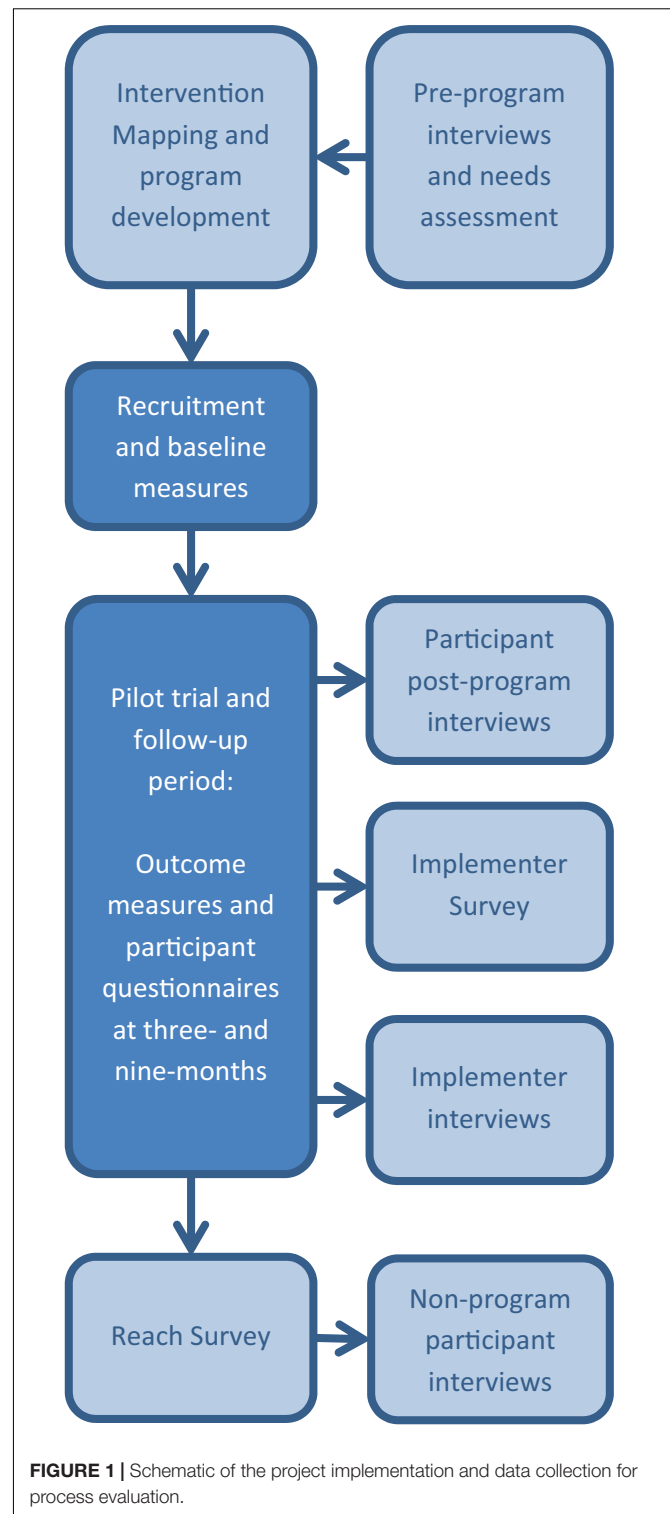 Intervention
Mapping and
program
development
Pre-program
interviews
and needs
assessment
Recruitment
and baseline
measures
Pilot trial and
follow-up
period:
Outcome
measures and
participant
questionnaires
at three- and
nine-months
Participant
post-program
interviews
Implementer
Survey
Implementer
interviews
Reach Survey
Non-program
participant
interviews
FIGURE 1 | Schematic of the project implementation and data collection for
process evaluation.